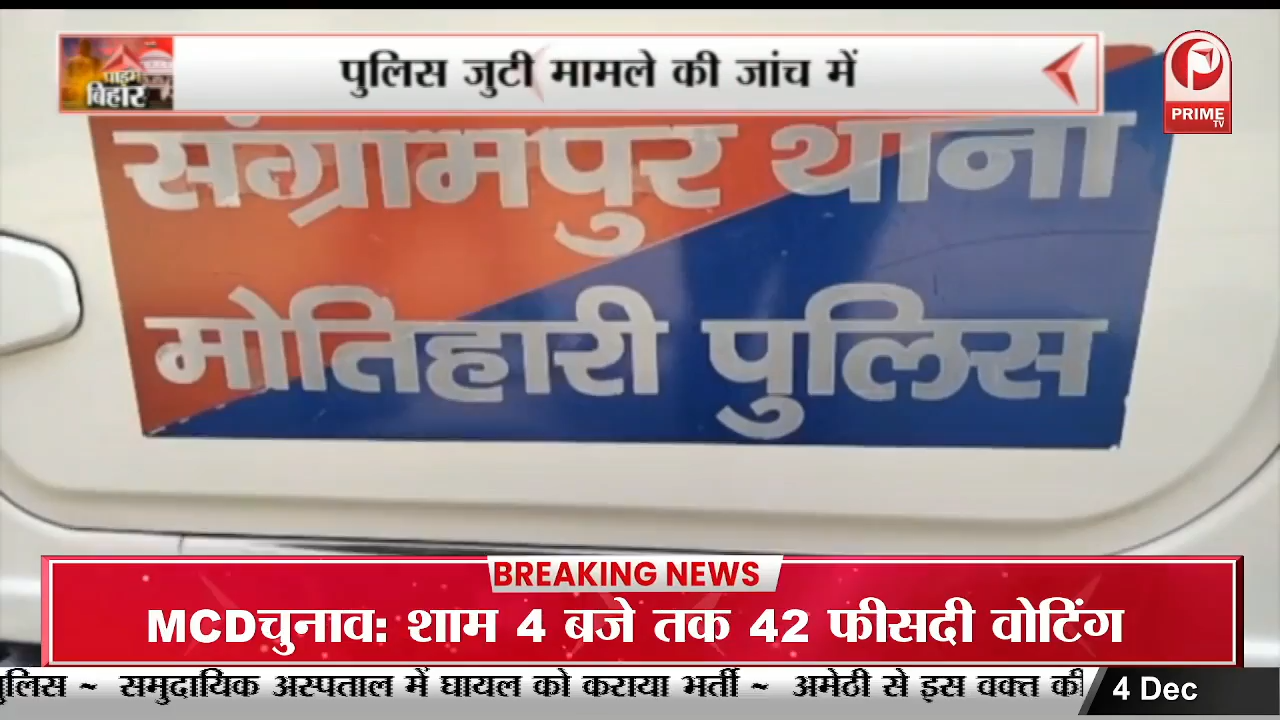 प्राइम
बिहार
पुलिस जुटी मामले की जांच में
PRIME
TV
संग्रामपुर थाना
मोतिहारी पुलिस
BREAKING NEWS
MCDचुनाव: शाम 4 बजे तक 42 फीसदी वोटिंग
पुलिस ~ समुदायिक अस्पताल में घायल को कराया भर्ती ~ अमेठी से इस वक्त की
4 Dec